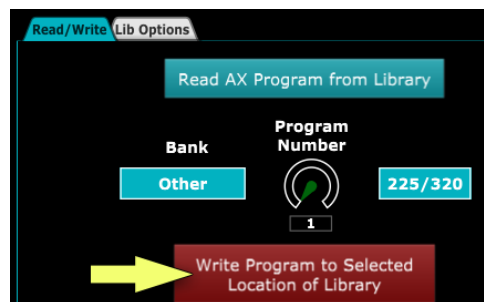 Read/Write Lib Options
Read AX Program from Library
Program
Number
Bank
Other
225/320
1
Write Program to Selected
Location of Library